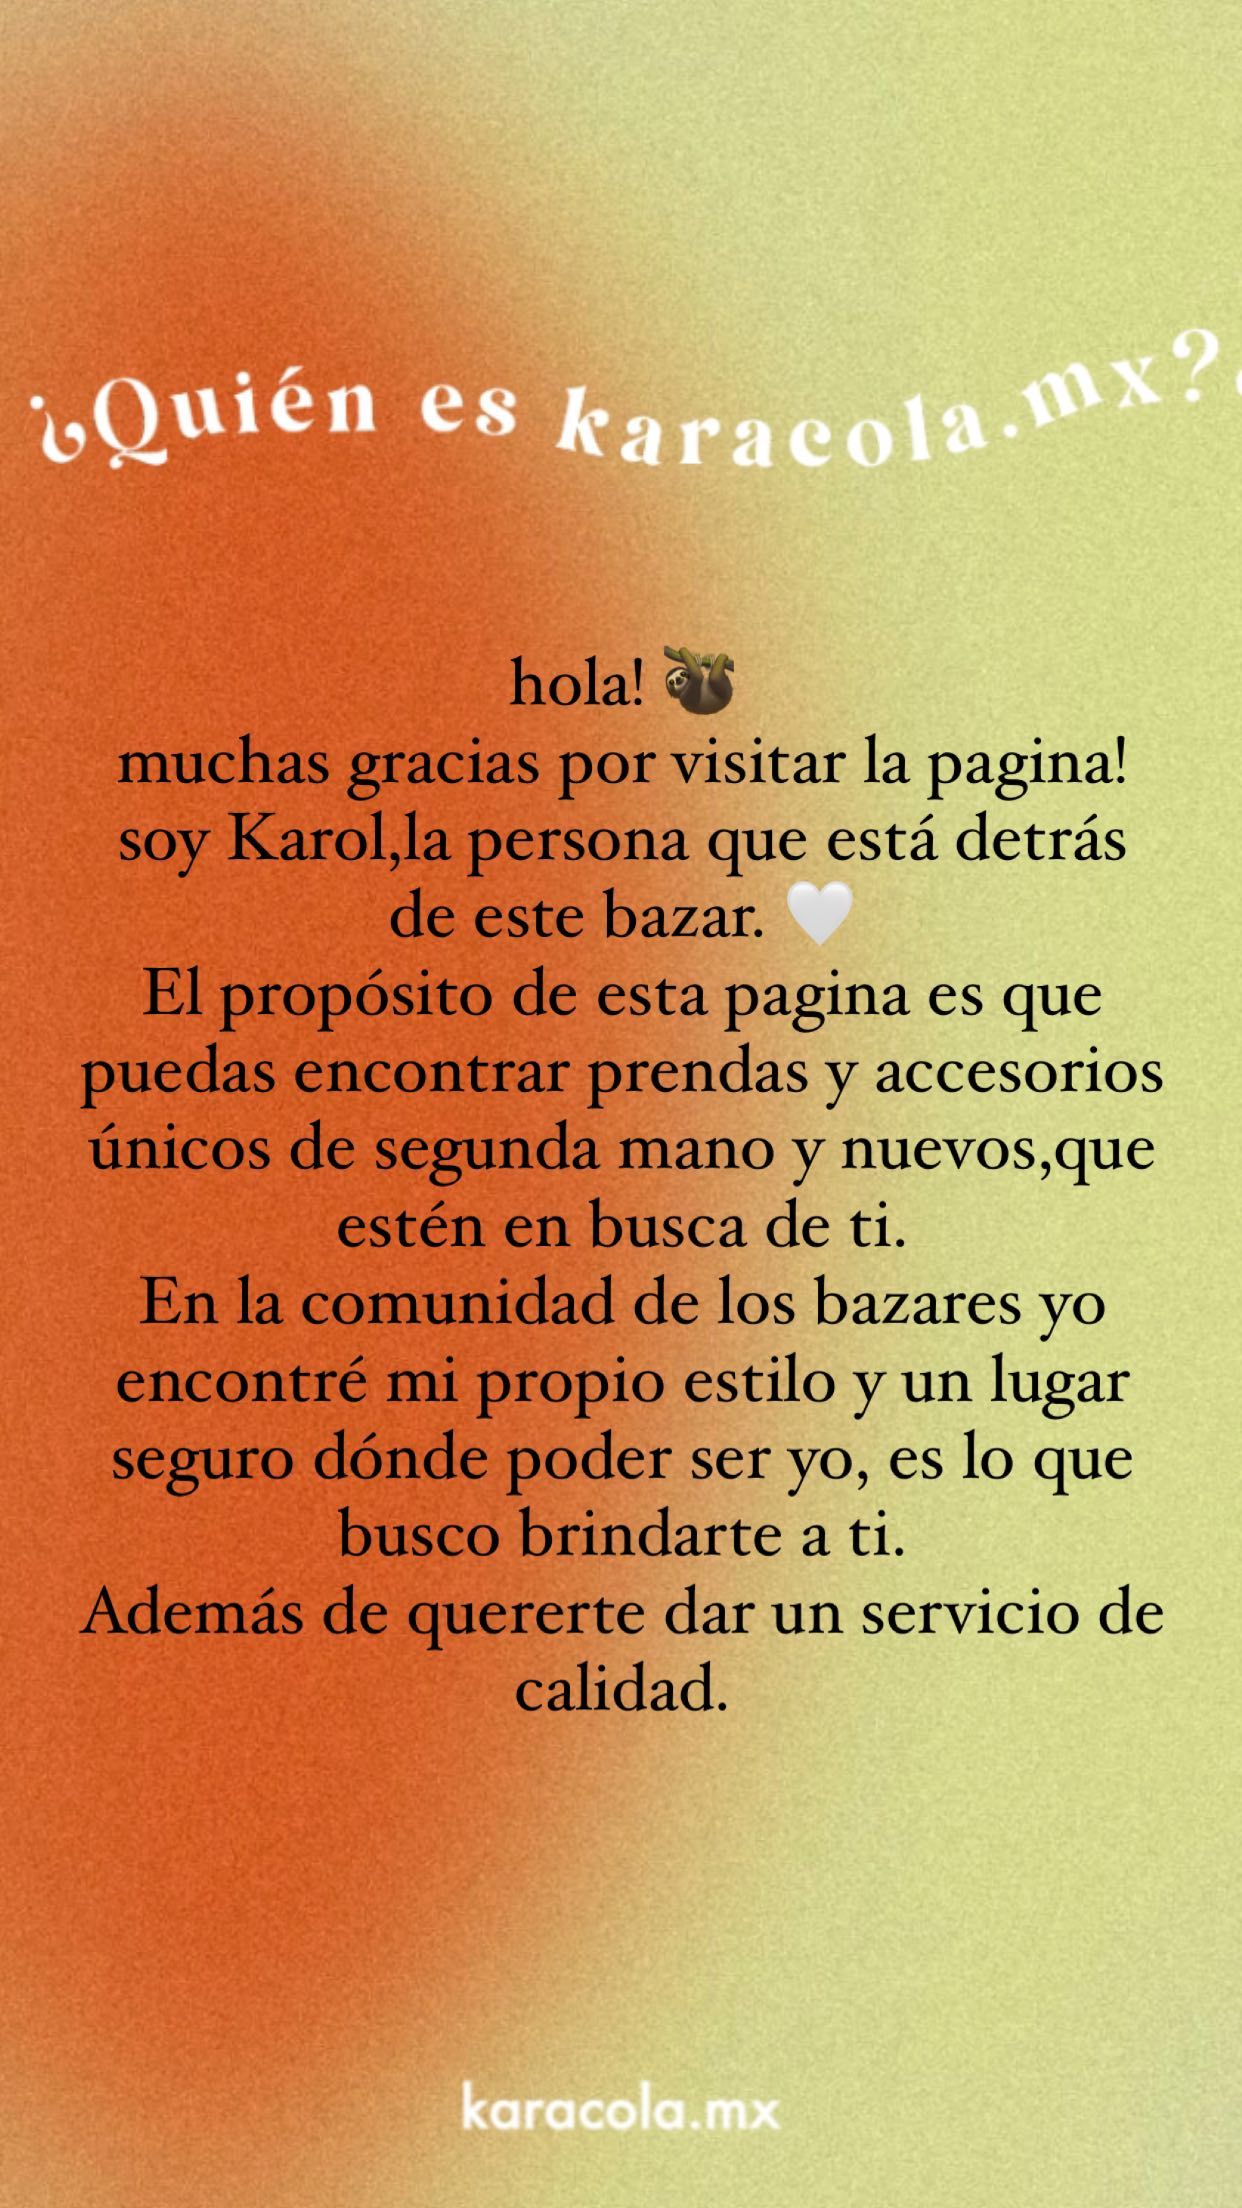 ¿Quién es karacola.mx?
hola! 🦥
muchas gracias por visitar la pagina!
soy Karol,la persona que está detrás
de este bazar. 🤍
El propósito de esta pagina es que
puedas encontrar prendas y accesorios
únicos de segunda mano y nuevos,que
estén en busca de ti.
En la comunidad de los bazares yo
encontré mi propio estilo y un lugar
seguro dónde poder ser yo, es lo que
busco brindarte a ti.
Además de quererte dar un servicio de
calidad.
karacola.mx